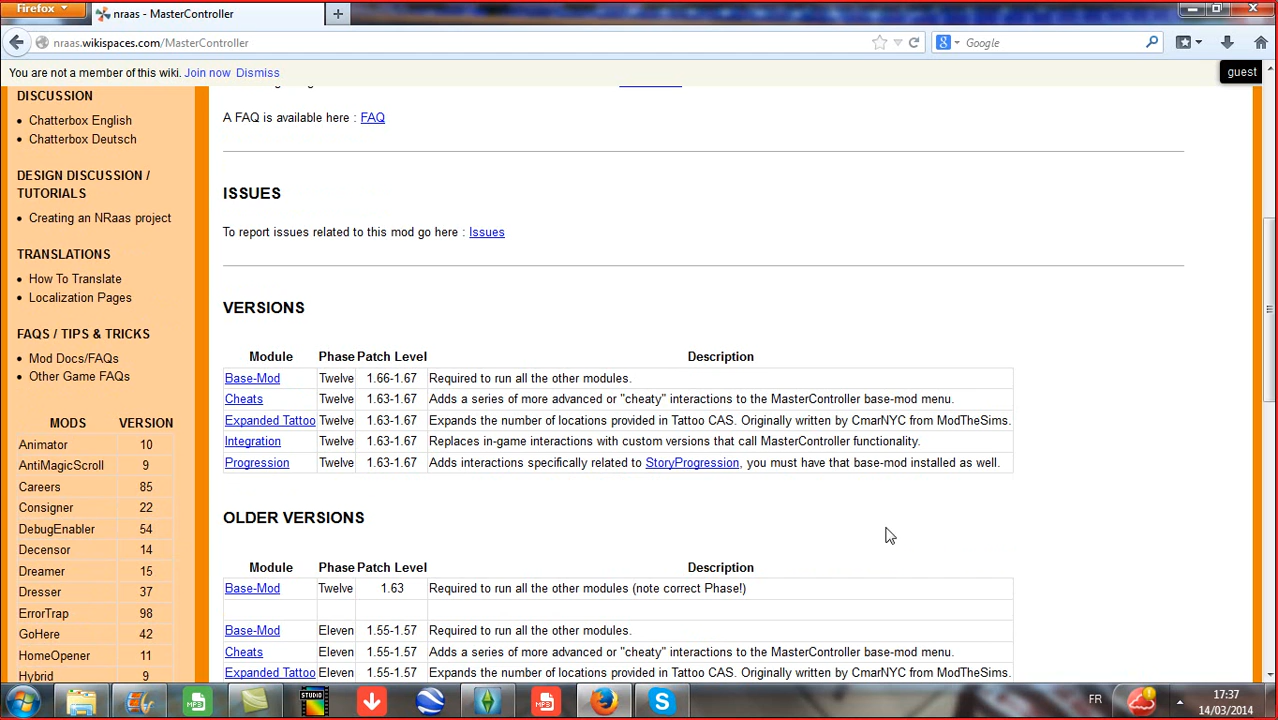 Firefox
nraas - MasterController
nraas.wikispaces.com/MasterController
Google
You are not a member of this wiki. Join now Dismiss
guest
DISCUSSION
Chatterbox English
Chatterbox Deutsch
DESIGN DISCUSSION /
TUTORIALS
Creating an NRaas project
TRANSLATIONS
How To Translate
Localization Pages
FAQS / TIPS & TRICKS
Mod Docs/FAQs
Other Game FAQs
MODS VERSION
Animator 10
AntiMagicScroll 9
Careers 85
Consigner 22
DebugEnabler 54
Decensor 14
Dreamer 15
Dresser 37
ErrorTrap 98
GoHere 42
HomeOpener 11
Hybrid 9
A FAQ is available here : FAQ
ISSUES
To report issues related to this mod go here : Issues
VERSIONS
Module Phase Patch Level Description
Base-Mod Twelve 1.66-1.67 Required to run all the other modules.
Cheats Twelve 1.63-1.67 Adds a series of more advanced or "cheaty" interactions to the MasterController base-mod menu.
Expanded Tattoo Twelve 1.63-1.67 Expands the number of locations provided in Tattoo CAS. Originally written by CmarNYC from ModTheSims.
Integration Twelve 1.63-1.67 Replaces in-game interactions with custom versions that call MasterController functionality.
Progression Twelve 1.63-1.67 Adds interactions specifically related to StoryProgression, you must have that base-mod installed as well.
OLDER VERSIONS
Module Phase Patch Level Description
Base-Mod Twelve 1.63 Required to run all the other modules (note correct Phase!)
Base-Mod Eleven 1.55-1.57 Required to run all the other modules.
Cheats Eleven 1.55-1.57 Adds a series of more advanced or "cheaty" interactions to the MasterController base-mod menu.
Expanded Tattoo Eleven 1.55-1.57 Expands the number of locations provided in Tattoo CAS. Originally written by CmarNYC from ModTheSims.
MP3
STUDIO
MP3
FR
17:37
14/03/2014